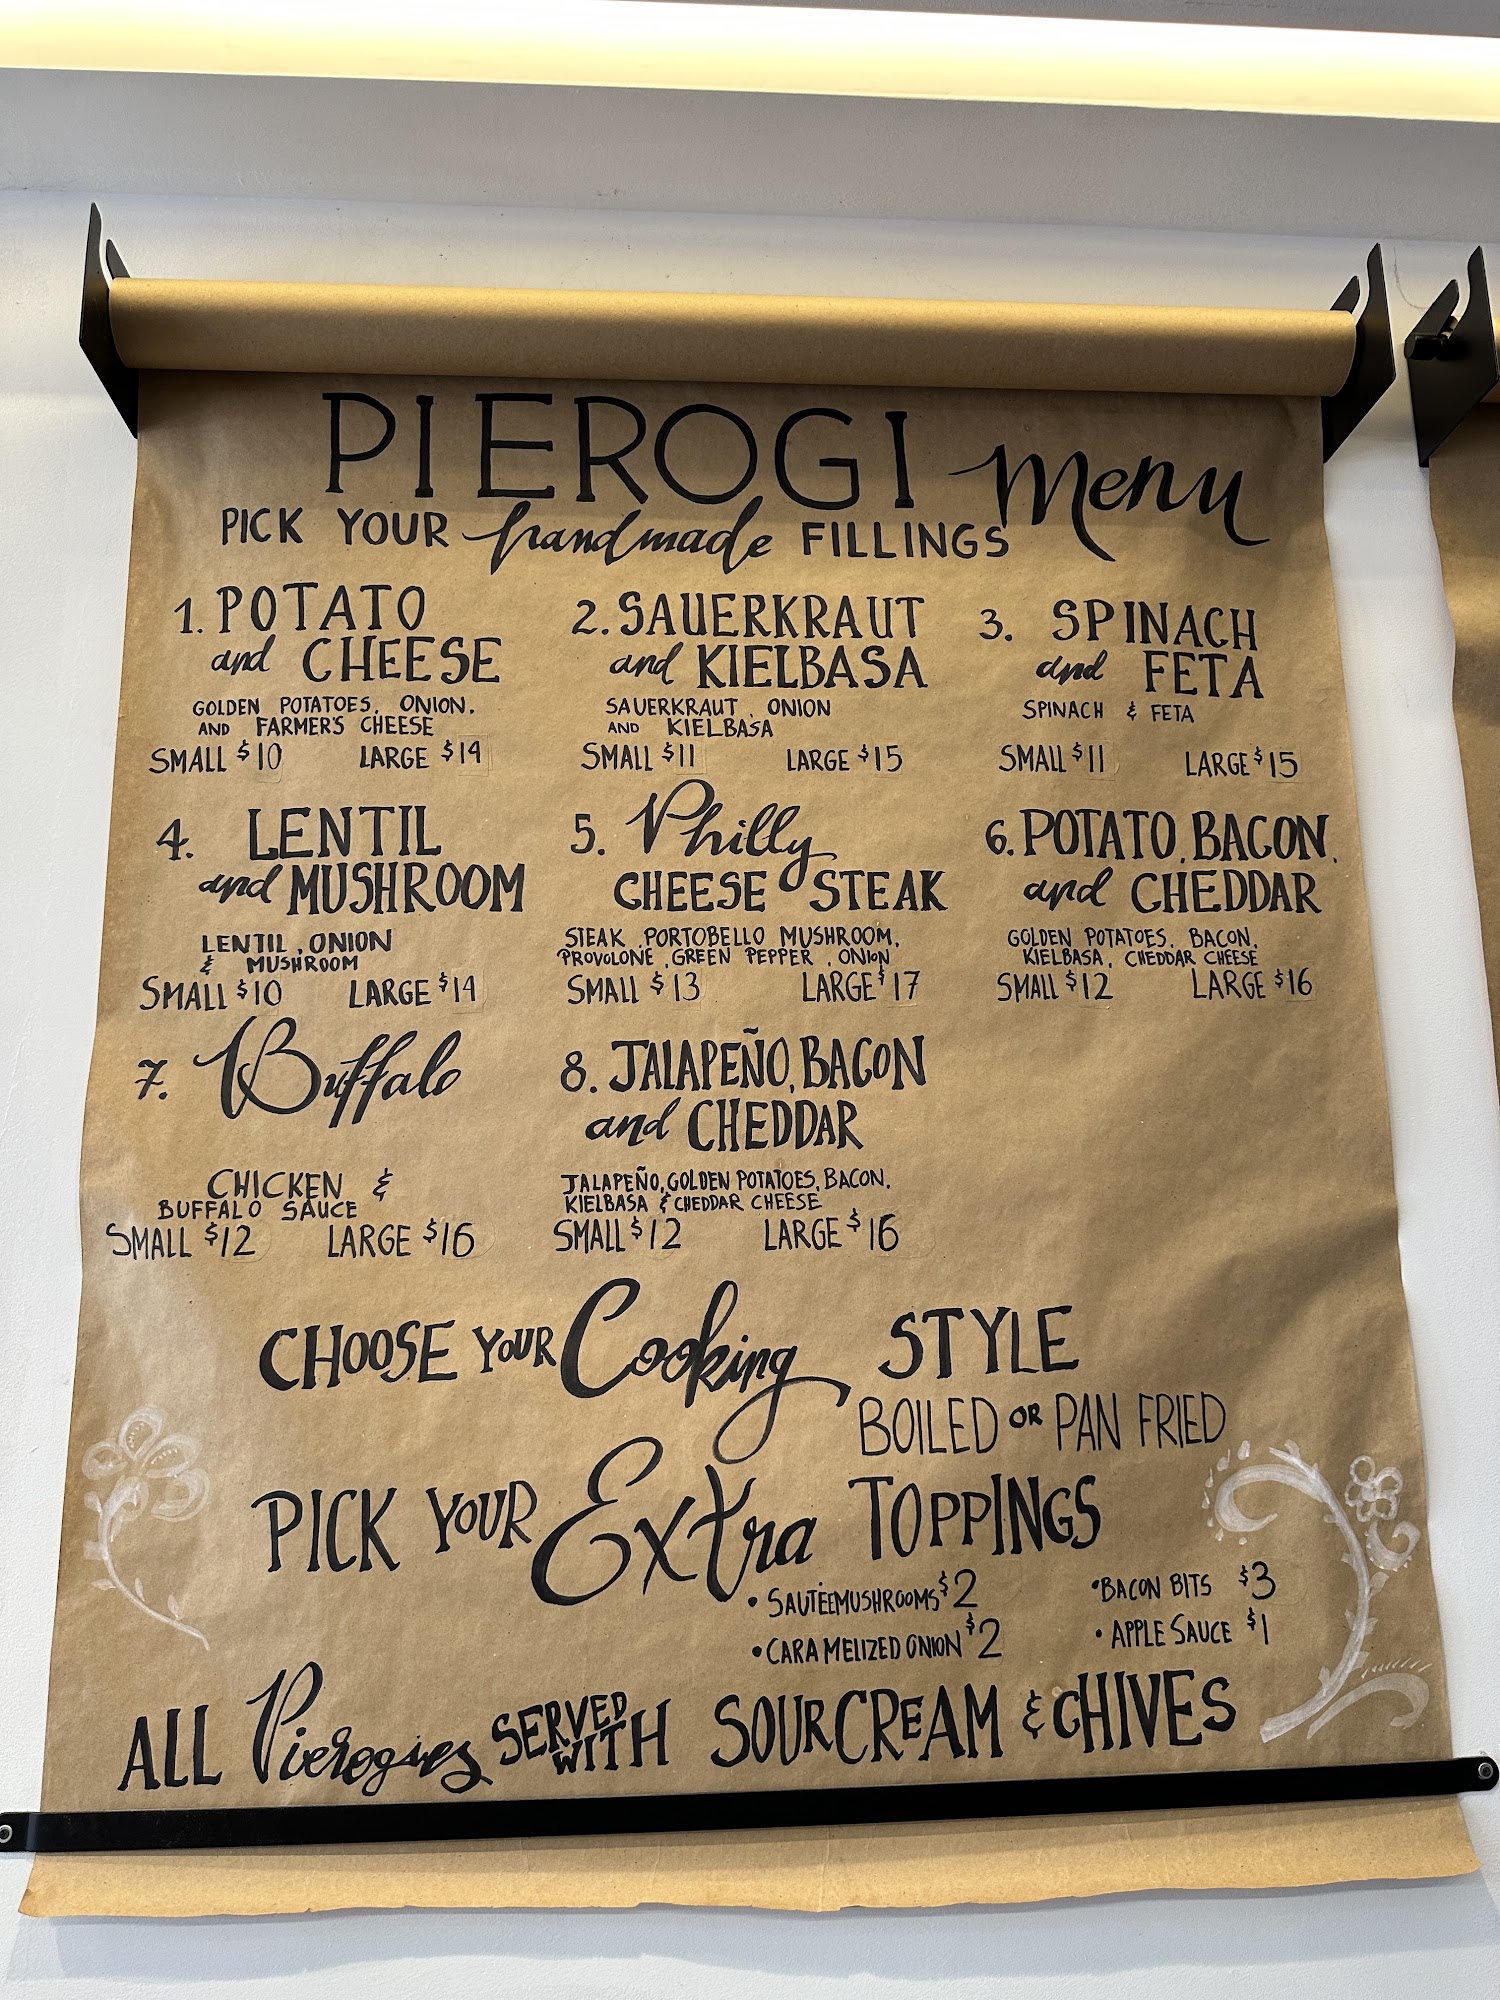 PIEROGI Menu
PICK YOUR handmade FILLINGS
1. POTATO
and CHEESE
GOLDEN POTATOES, ONION,
AND FARMER'S CHEESE
SMALL $10 LARGE $14
2. SAUERKRAUT
and KIELBASA
SAUERKRAUT, ONION
AND KIELBASA
SMALL $11 LARGE $15
3. SPINACH
and FETA
SPINACH & FETA
SMALL $11 LARGE $15
4. LENTIL
and MUSHROOM
LENTIL, ONION
& MUSHROOM
SMALL $10 LARGE $14
5. Philly
CHEESE STEAK
STEAK, PORTOBELLO MUSHROOM,
PROVOLONE, GREEN PEPPER, ONION
SMALL $13 LARGE $17
6. POTATO, BACON,
and CHEDDAR
GOLDEN POTATOES, BACON,
KIELBASA, CHEDDAR CHEESE
SMALL $12 LARGE $16
7. Buffalo
CHICKEN &
BUFFALO SAUCE
SMALL $12 LARGE $16
8. JALAPEÑO, BACON
and CHEDDAR
JALAPEÑO, GOLDEN POTATOES, BACON,
KIELBASA & CHEDDAR CHEESE
SMALL $12 LARGE $16
CHOOSE YOUR Cooking STYLE
BOILED OR PAN FRIED
PICK YOUR Extra TOPPINGS
• SAUTÉEMUSHROOMS $2
• BACON BITS $3
• CARAMELIZED ONION $2
• APPLE SAUCE $1
ALL Pierogies SERVED WITH SOUR CREAM & CHIVES